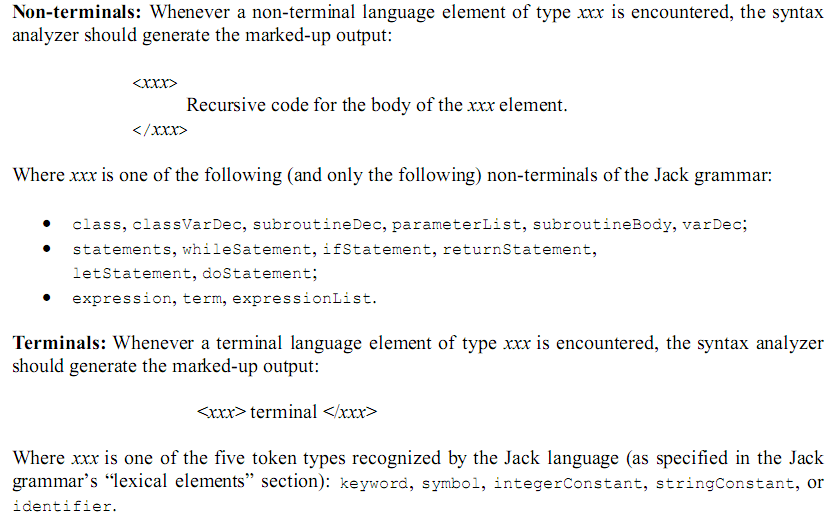 Non-terminals: Whenever a non-terminal language element of type xxx is encountered, the syntax
analyzer should generate the marked-up output:
<xxx>
Recursive code for the body of the xxx element.
</xxx>
Where xxx is one of the following (and only the following) non-terminals of the Jack grammar:
• class, classVarDec, subroutineDec, parameterList, subroutineBody, varDec;
• statements, whileSatement, ifStatement, returnStatement,
letStatement, doStatement;
• expression, term, expressionList.
Terminals: Whenever a terminal language element of type xxx is encountered, the syntax analyzer
should generate the marked-up output:
<xxx> terminal </xxx>
Where xxx is one of the five token types recognized by the Jack language (as specified in the Jack
grammar's “lexical elements” section): keyword, symbol, integerConstant, stringConstant, or
identifier.